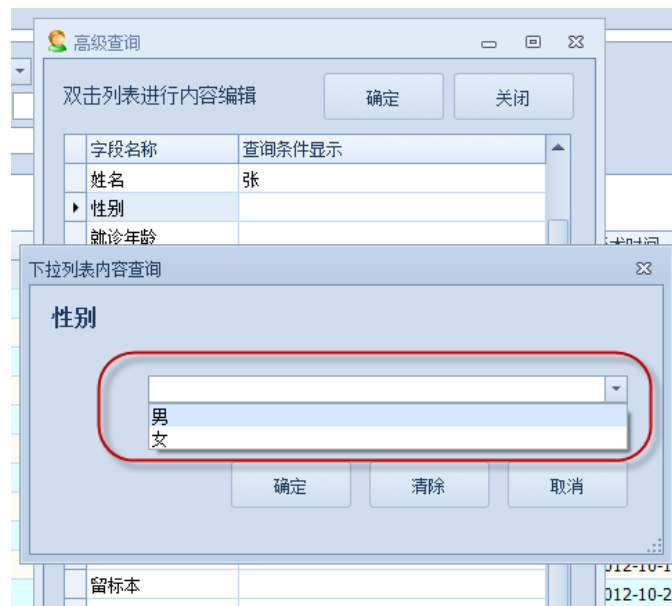 高级查询
双击列表进行内容编辑 确定 关闭
字段名称 查询条件显示
姓名 张
性别
就诊年龄
下拉列表内容查询
性别
男
女
确定 清除 取消
留标本
012-10-2